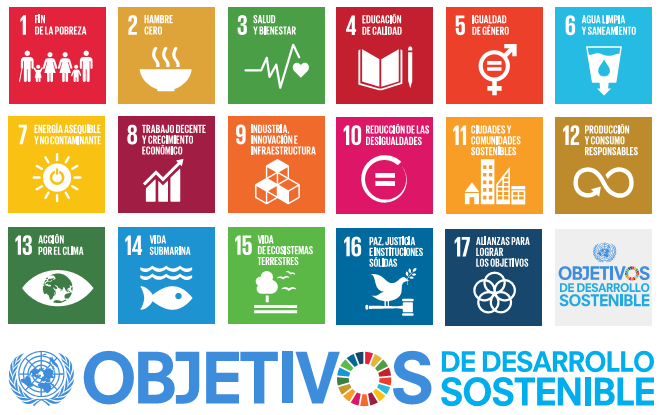 1 FIN
DE LA POBREZA
2 HAMBRE
CERO
3 SALUD
Y BIENESTAR
4 EDUCACIÓN
DE CALIDAD
5 IGUALDAD
DE GÉNERO
6 AGUA LIMPIA
Y SANEAMIENTO
7 ENERGÍA ASEQUIBLE
Y NO CONTAMINANTE
8 TRABAJO DECENTE
Y CRECIMIENTO
ECONÓMICO
9 INDUSTRIA,
INNOVACIÓN E
INFRAESTRUCTURA
10 REDUCCIÓN DE LAS
DESIGUALDADES
11 CIUDADES Y
COMUNIDADES
SOSTENIBLES
12 PRODUCCIÓN
Y CONSUMO
RESPONSABLES
13 ACCIÓN
POR EL CLIMA
14 VIDA
SUBMARINA
15 VIDA
DE ECOSISTEMAS
TERRESTRES
16 PAZ, JUSTICIA
E INSTITUCIONES
SÓLIDAS
17 ALIANZAS PARA
LOGRAR
LOS OBJETIVOS
OBJETIVOS
DE DESARROLLO
SOSTENIBLE
OBJETIVOS
DE DESARROLLO
SOSTENIBLE